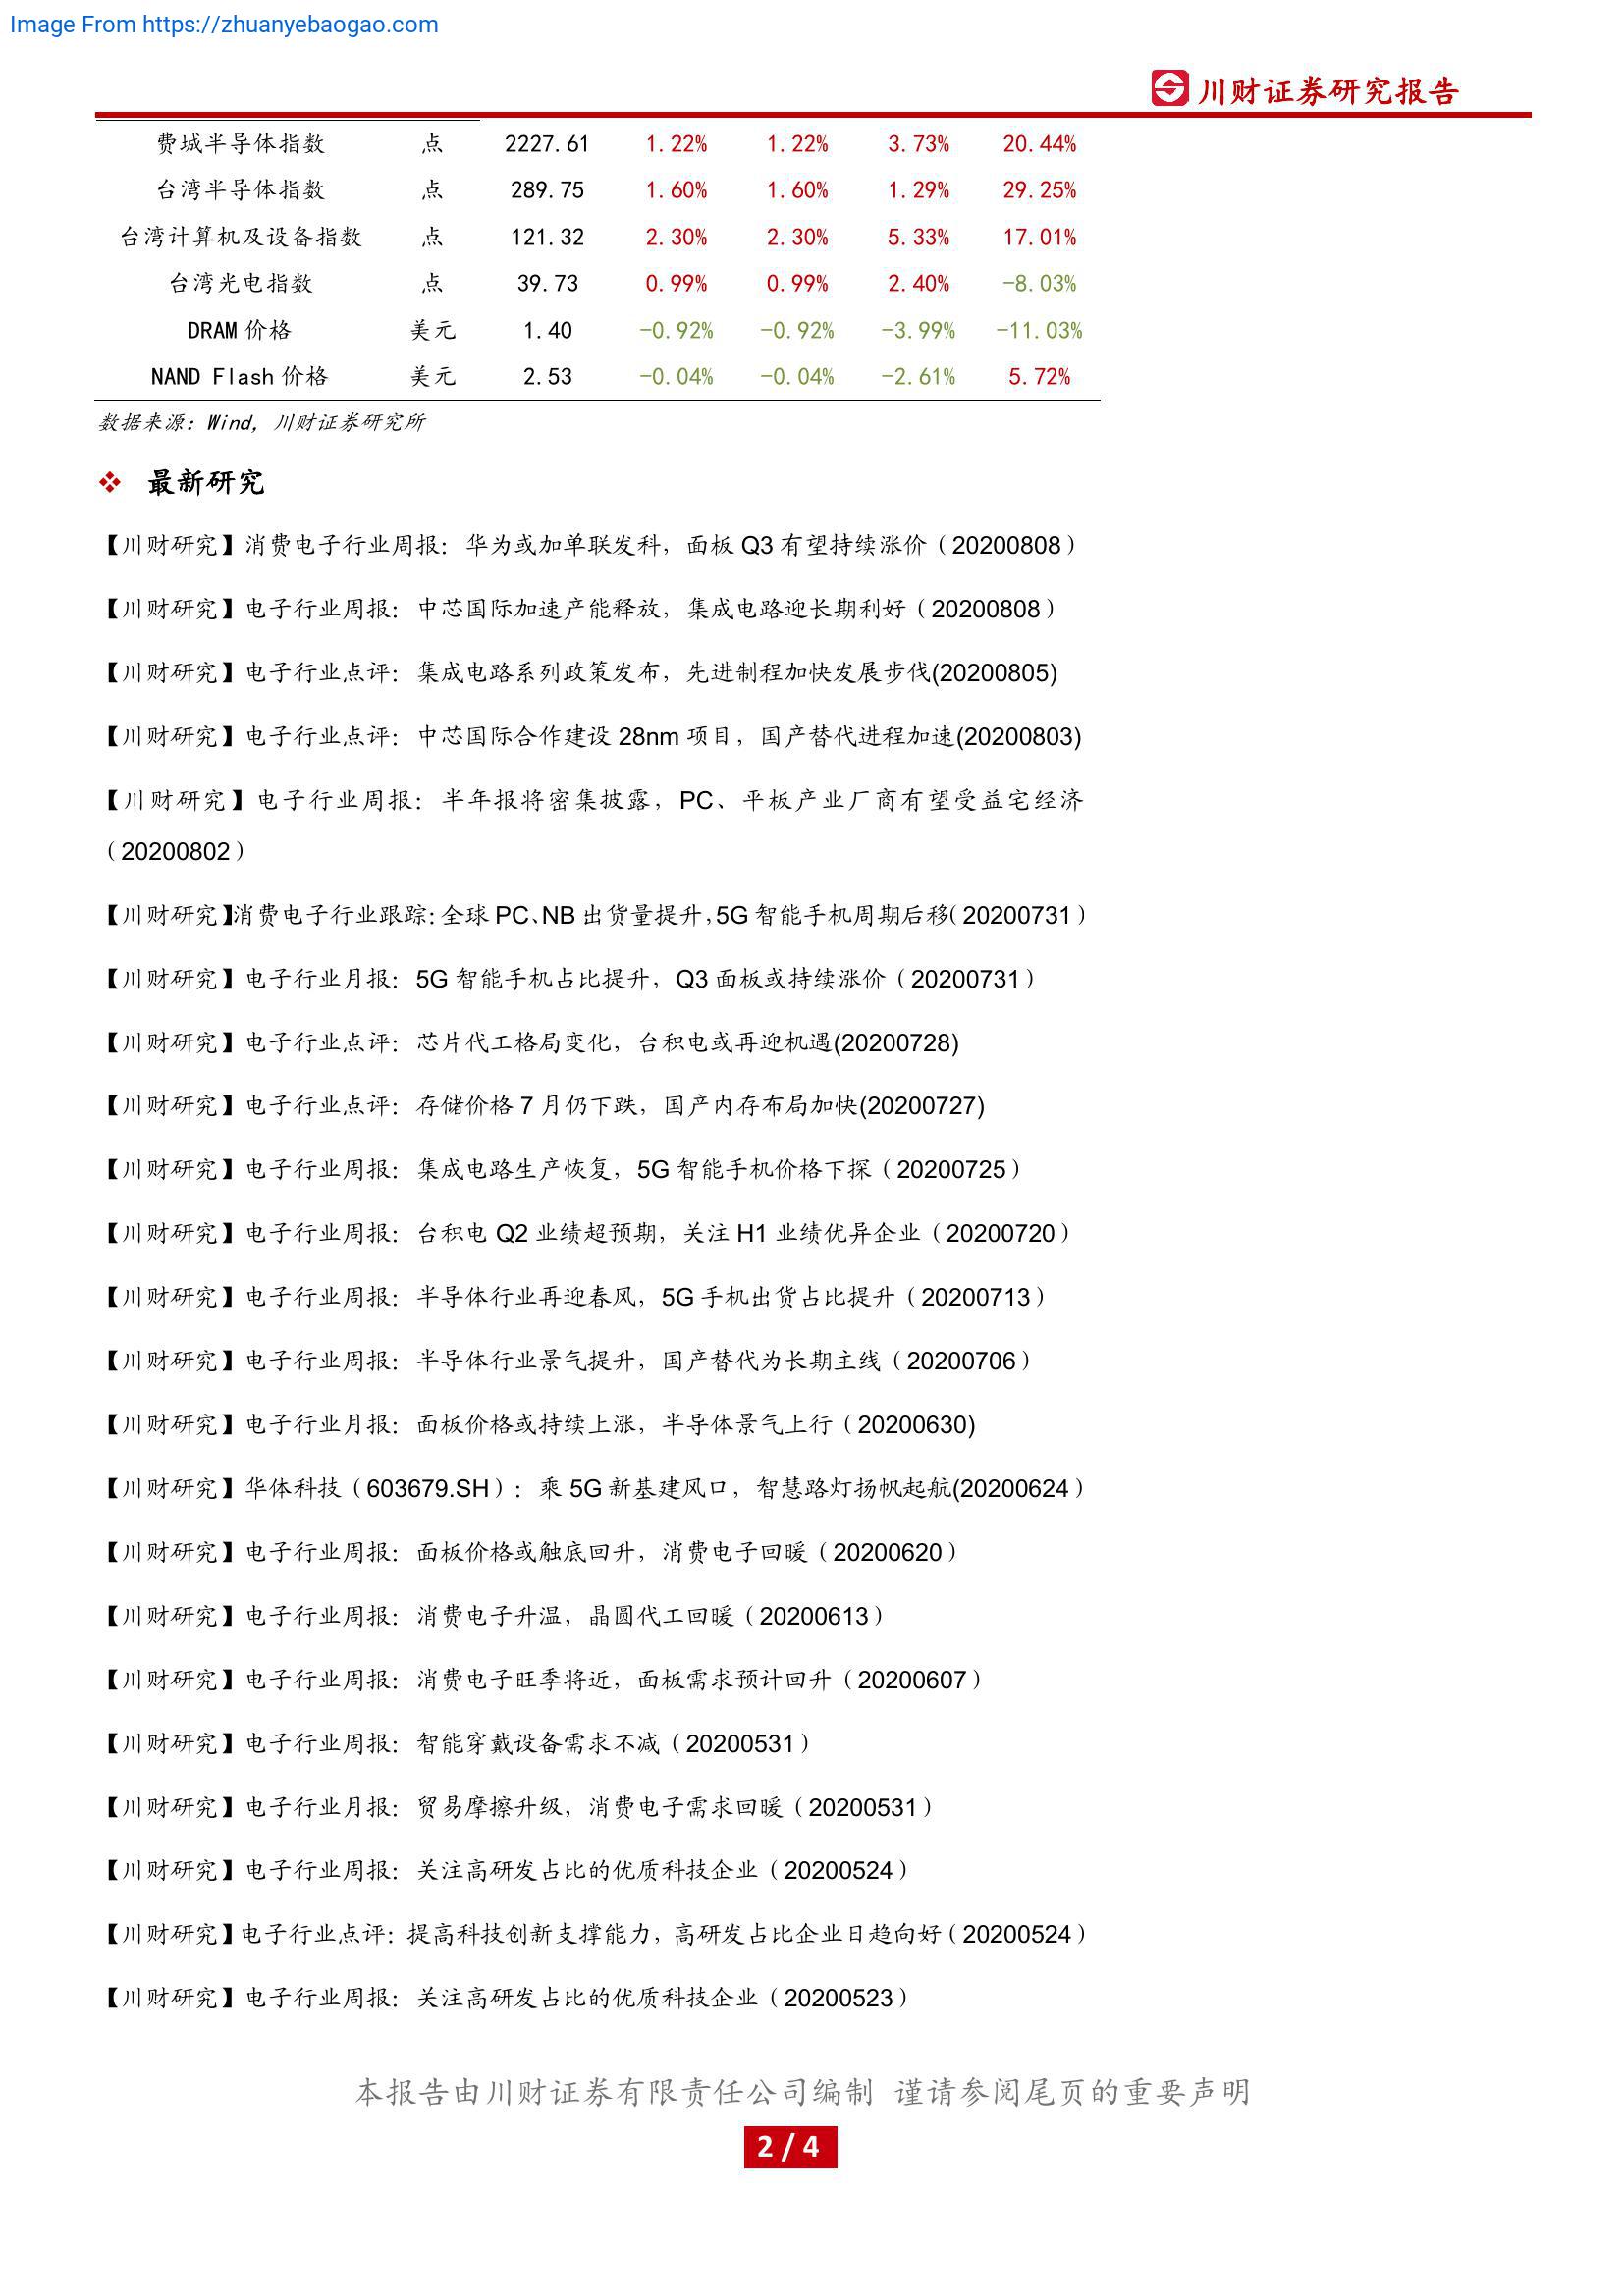 Image From https://zhuanyebaogao.com
川财证券研究报告
费城半导体指数 点 2227.61 1.22% 1.22% 3.73% 20.44%
台湾半导体指数 点 289.75 1.60% 1.60% 1.29% 29.25%
台湾计算机及设备指数 点 121.32 2.30% 2.30% 5.33% 17.01%
台湾光电指数 点 39.73 0.99% 0.99% 2.40% -8.03%
DRAM 价格 美元 1.40 -0.92% -0.92% -3.99% -11.03%
NAND Flash 价格 美元 2.53 -0.04% -0.04% -2.61% 5.72%
数据来源：Wind，川财证券研究所
❖ 最新研究
【川财研究】消费电子行业周报：华为或加单联发科，面板 Q3 有望持续涨价（20200808）
【川财研究】电子行业周报：中芯国际加速产能释放，集成电路迎长期利好（20200808）
【川财研究】电子行业点评：集成电路系列政策发布，先进制程加快发展步伐(20200805)
【川财研究】电子行业点评：中芯国际合作建设 28nm 项目，国产替代进程加速(20200803)
【川财研究】电子行业周报：半年报将密集披露，PC、平板产业厂商有望受益宅经济
（20200802）
【川财研究】消费电子行业跟踪：全球 PC、NB 出货量提升，5G 智能手机周期后移（20200731）
【川财研究】电子行业月报：5G 智能手机占比提升，Q3 面板或持续涨价（20200731）
【川财研究】电子行业点评：芯片代工格局变化，台积电或再迎机遇(20200728)
【川财研究】电子行业点评：存储价格 7 月仍下跌，国产内存布局加快(20200727)
【川财研究】电子行业周报：集成电路生产恢复，5G 智能手机价格下探（20200725）
【川财研究】电子行业周报：台积电 Q2 业绩超预期，关注 H1 业绩优异企业（20200720）
【川财研究】电子行业周报：半导体行业再迎春风，5G 手机出货占比提升（20200713）
【川财研究】电子行业周报：半导体行业景气提升，国产替代为长期主线（20200706）
【川财研究】电子行业月报：面板价格或持续上涨，半导体景气上行（20200630)
【川财研究】华体科技（603679.SH）：乘 5G 新基建风口，智慧路灯扬帆起航(20200624）
【川财研究】电子行业周报：面板价格或触底回升，消费电子回暖（20200620）
【川财研究】电子行业周报：消费电子升温，晶圆代工回暖（20200613）
【川财研究】电子行业周报：消费电子旺季将近，面板需求预计回升（20200607）
【川财研究】电子行业周报：智能穿戴设备需求不减（20200531）
【川财研究】电子行业月报：贸易摩擦升级，消费电子需求回暖（20200531）
【川财研究】电子行业周报：关注高研发占比的优质科技企业（20200524）
【川财研究】电子行业点评：提高科技创新支撑能力，高研发占比企业日趋向好（20200524）
【川财研究】电子行业周报：关注高研发占比的优质科技企业（20200523）
本报告由川财证券有限责任公司编制 谨请参阅尾页的重要声明
2 / 4